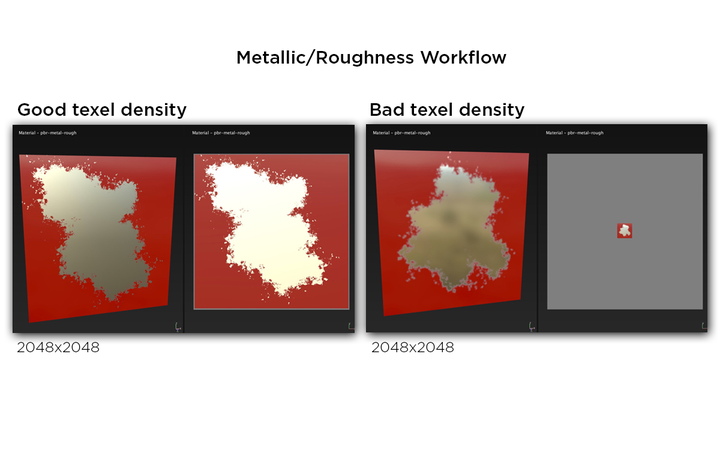 Metallic/Roughness Workflow
Good texel density
Bad texel density
Material - pbr-metal-rough
Material - pbr-metal-rough
Material - pbr-metal-rough
Material - pbr-metal-rough
2048x2048
2048x2048